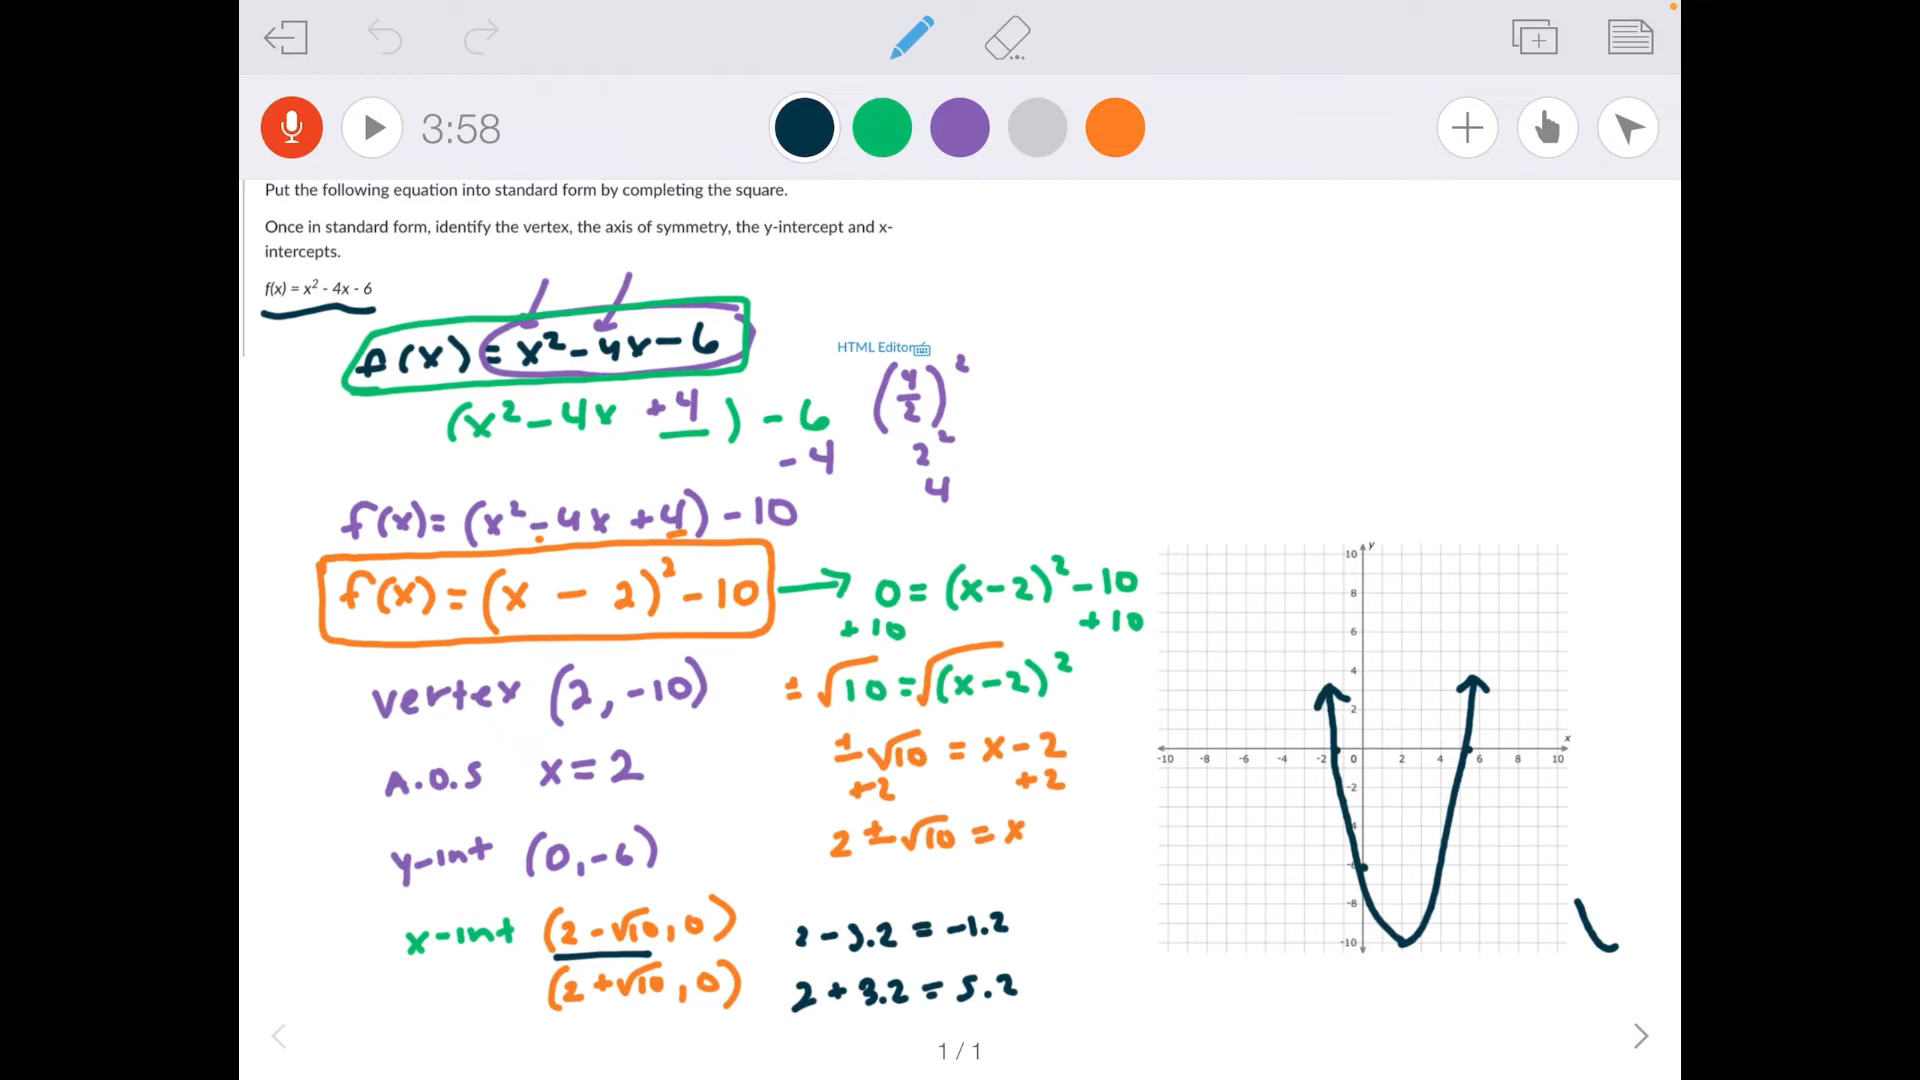 3:58
Put the following equation into standard form by completing the square.
Once in standard form, identify the vertex, the axis of symmetry, the y-intercept and x-
intercepts.
f(x) = x² - 4x - 6
f(x) = x² - 4x - 6
HTML Editor
(x² - 4x + 4) - 6
- 4
(4/2)²
2²
4
f(x) = (x² - 4x + 4) - 10
f(x) = (x - 2)² - 10
0 = (x-2)² - 10
+10 +10
vertex (2, -10)
± √10 = √(x-2)²
± √10 = x - 2
+2 +2
A.O.S x = 2
2 ± √10 = x
y-int (0, -6)
x-int (2 - √10, 0)
(2 + √10, 0)
2 - 3.2 = -1.2
2 + 3.2 = 5.2
y
10
8
6
4
2
x
-10 -8 -6 -4 -2 0 2 4 6 8 10
-2
4
-6
-8
-10
1 / 1